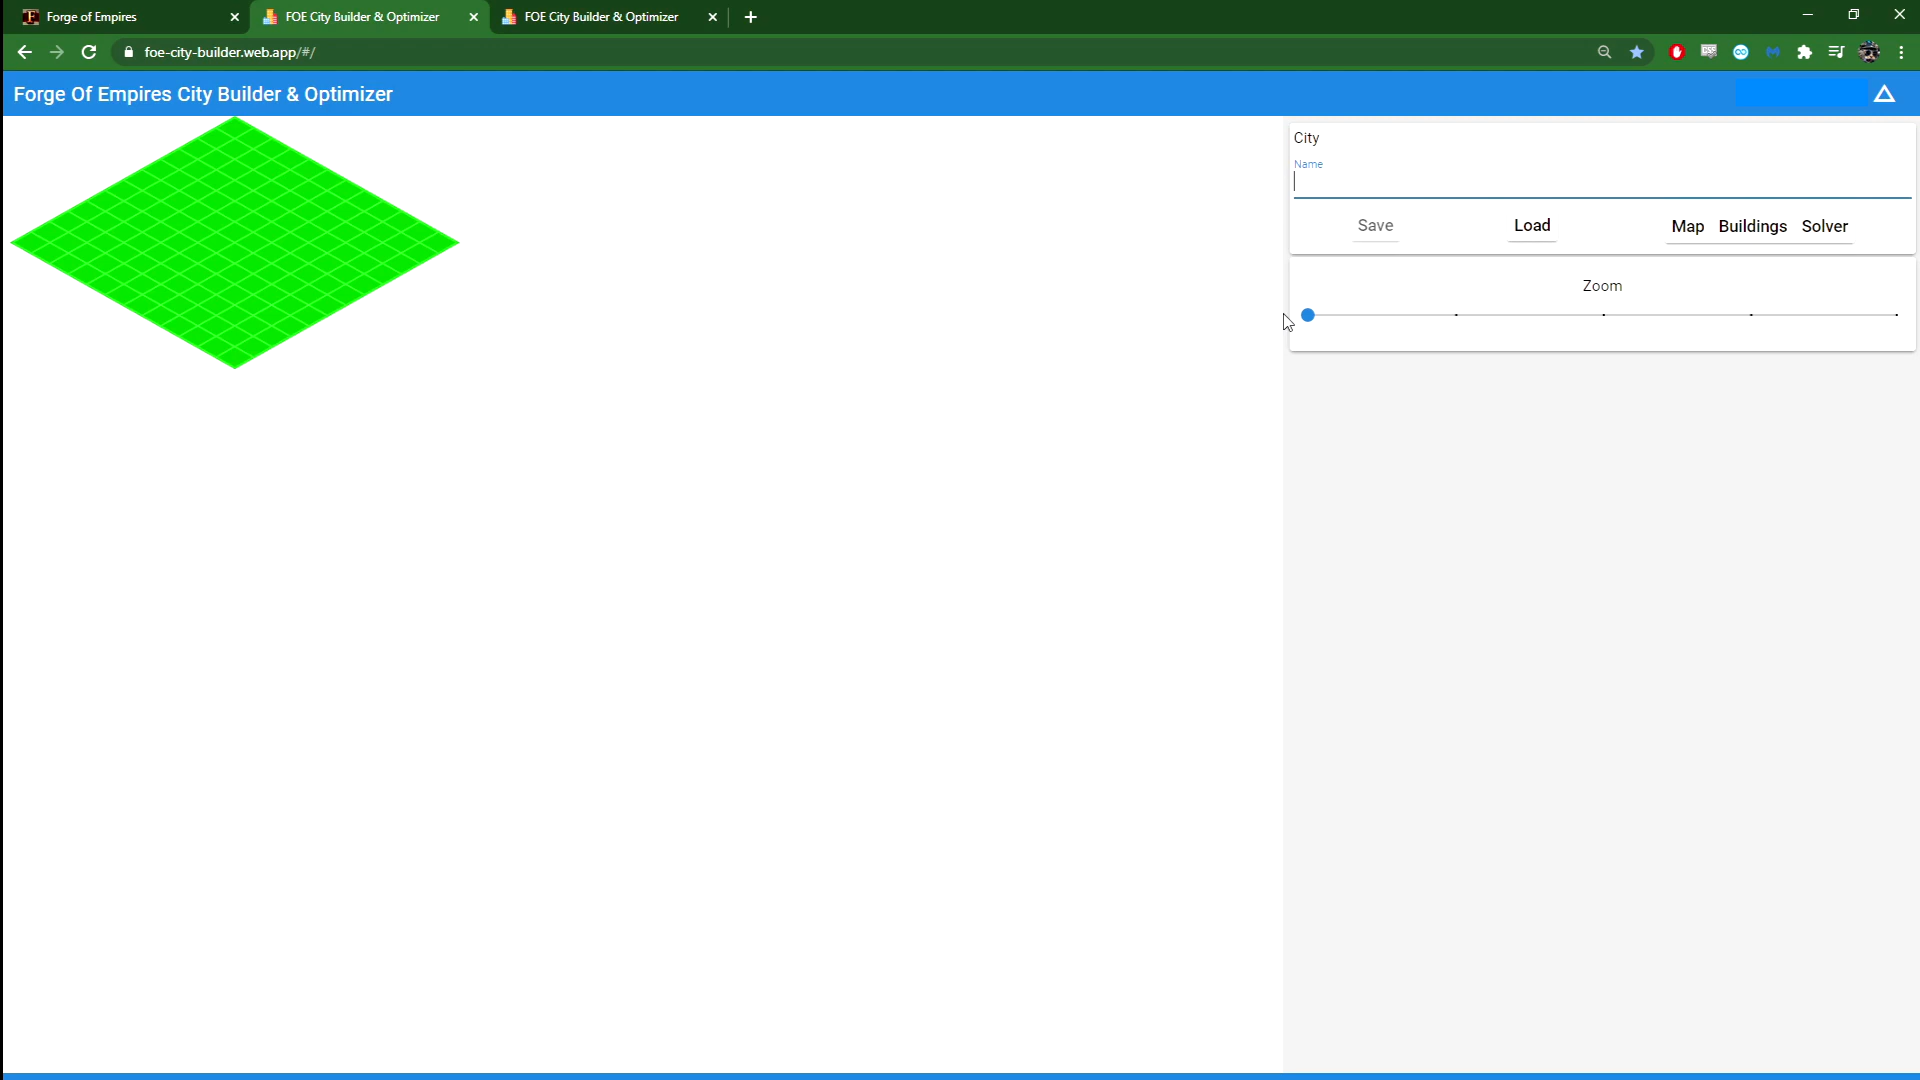 Forge of Empires
FOE City Builder & Optimizer
FOE City Builder & Optimizer
foe-city-builder.web.app/#/
Forge Of Empires City Builder & Optimizer
City
Name
Save
Load
Map Buildings Solver
Zoom